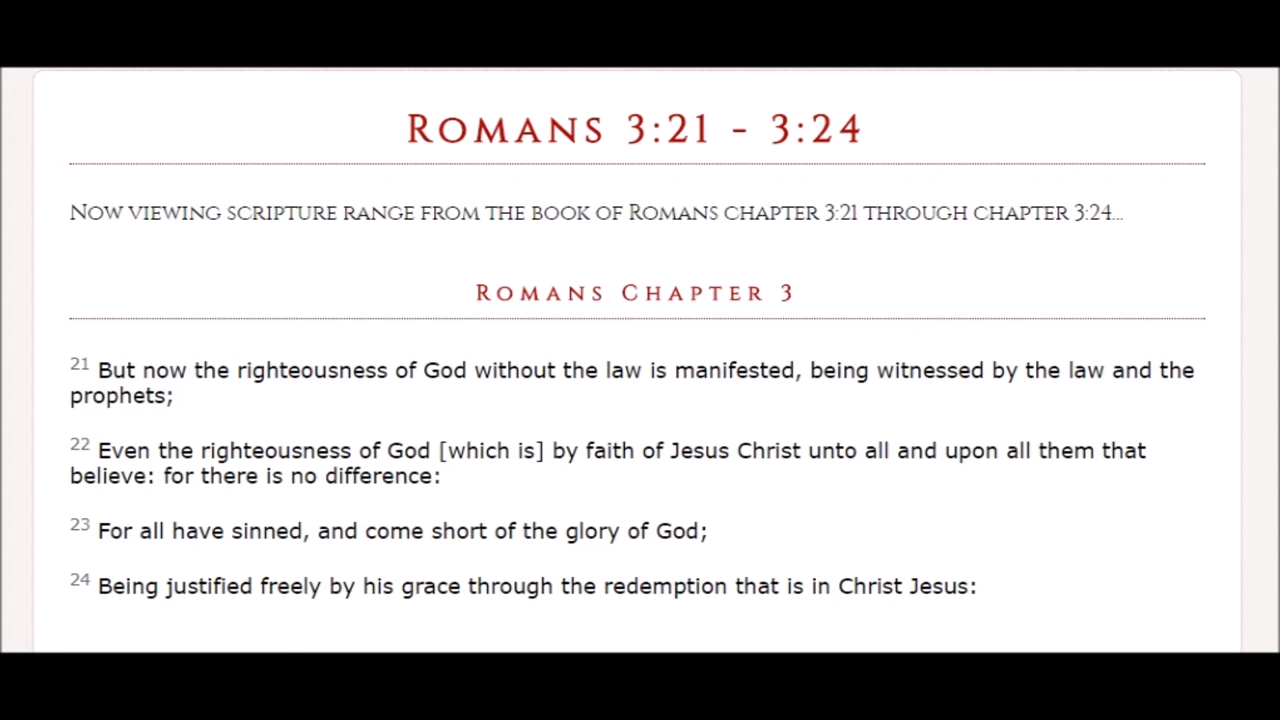 Romans 3:21 - 3:24
Now viewing scripture range from the book of Romans chapter 3:21 through chapter 3:24...
Romans Chapter 3
21 But now the righteousness of God without the law is manifested, being witnessed by the law and the
prophets;
22 Even the righteousness of God [which is] by faith of Jesus Christ unto all and upon all them that
believe: for there is no difference:
23 For all have sinned, and come short of the glory of God;
24 Being justified freely by his grace through the redemption that is in Christ Jesus: